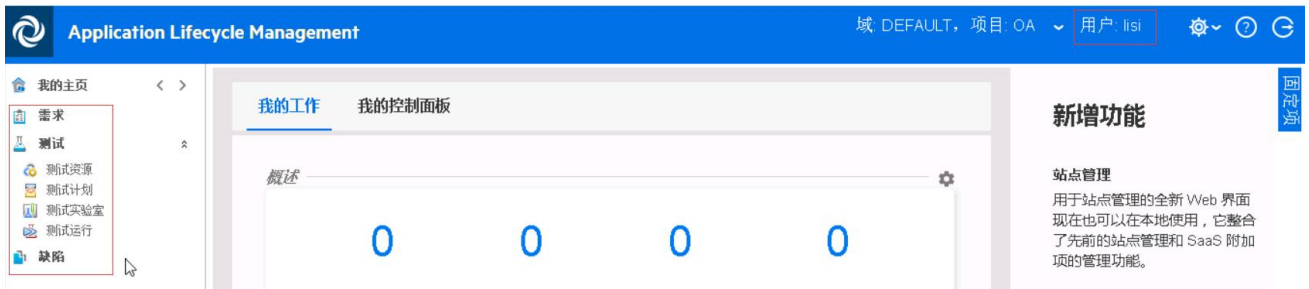 Application Lifecycle Management
域: DEFAULT，项目: OA
用户: lisi
我的主页
需求
测试
测试资源
测试计划
测试实验室
测试运行
缺陷
我的工作
我的控制面板
概述
0
0
0
0
新增功能
站点管理
用于站点管理的全新 Web 界面
现在也可以在本地使用，它整合
了先前的站点管理和 SaaS 附加
项的管理功能。
固定项